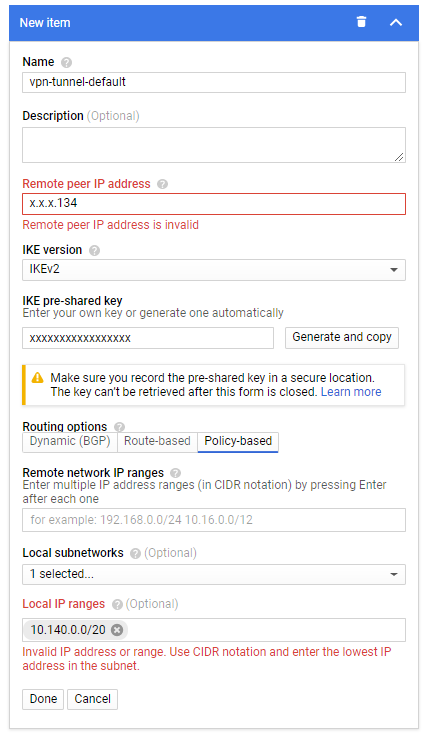 New item
Name
vpn-tunnel-default
Description (Optional)
Remote peer IP address
x.x.x.134
Remote peer IP address is invalid
IKE version
IKEv2
IKE pre-shared key
Enter your own key or generate one automatically
xxxxxxxxxxxxxxxxx
Generate and copy
Make sure you record the pre-shared key in a secure location.
The key can't be retrieved after this form is closed. Learn more
Routing options
Dynamic (BGP) Route-based Policy-based
Remote network IP ranges
Enter multiple IP address ranges (in CIDR notation) by pressing Enter
after each one
for example: 192.168.0.0/24 10.16.0.0/12
Local subnetworks (Optional)
1 selected...
Local IP ranges (Optional)
10.140.0.0/20
Invalid IP address or range. Use CIDR notation and enter the lowest IP
address in the subnet.
Done Cancel